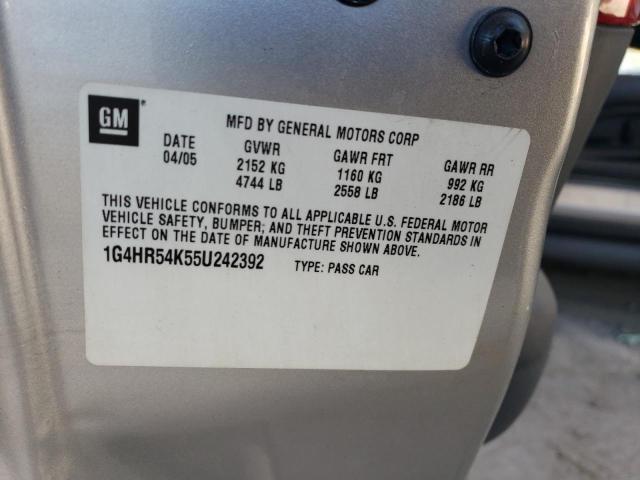 GM
MFD BY GENERAL MOTORS CORP
DATE GVWR GAWR FRT GAWR RR
04/05 2152 KG 1160 KG 992 KG
4744 LB 2558 LB 2186 LB
THIS VEHICLE CONFORMS TO ALL APPLICABLE U.S. FEDERAL MOTOR
VEHICLE SAFETY, BUMPER, AND THEFT PREVENTION STANDARDS IN
EFFECT ON THE DATE OF MANUFACTURE SHOWN ABOVE.
1G4HR54K55U242392 TYPE: PASS CAR